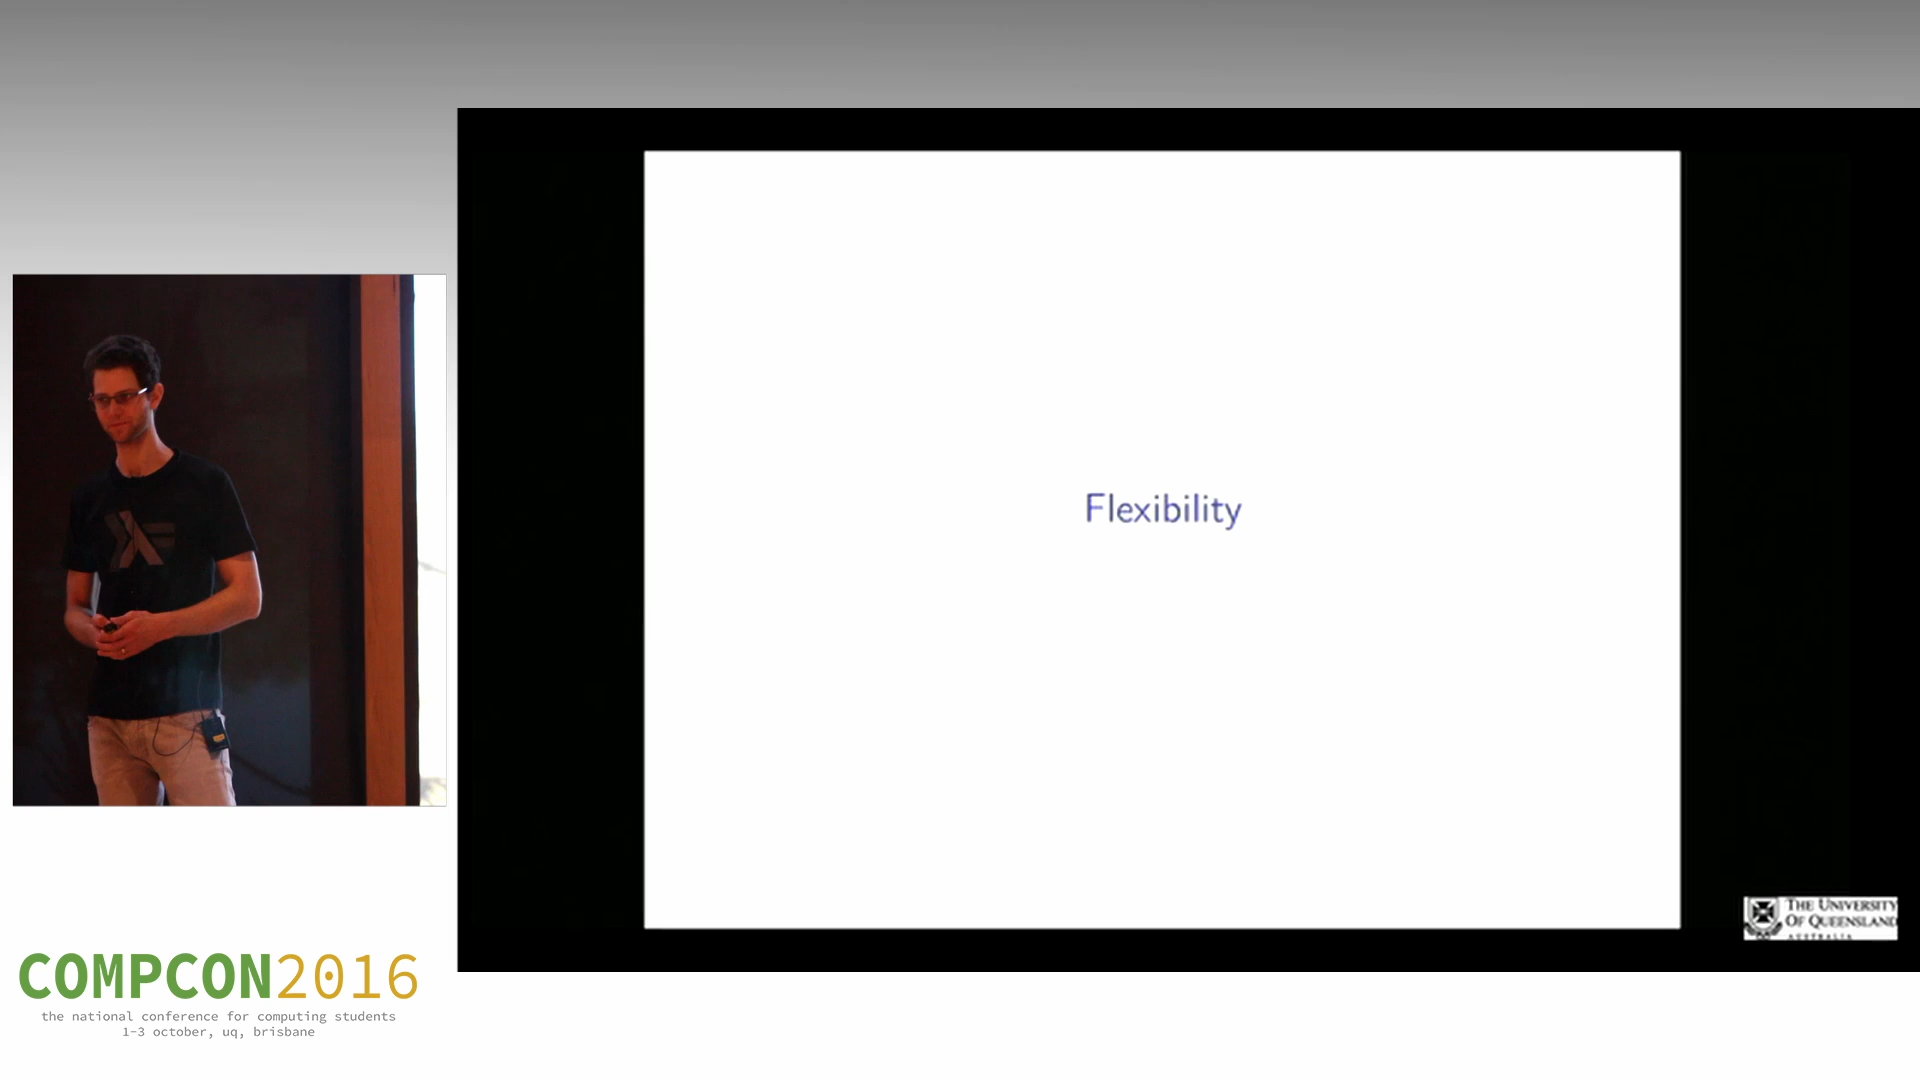 Flexibility
THE UNIVERSITY
OF QUEENSLAND
AUSTRALIA
COMPCON2016
the national conference for computing students
1-3 october, uq, brisbane